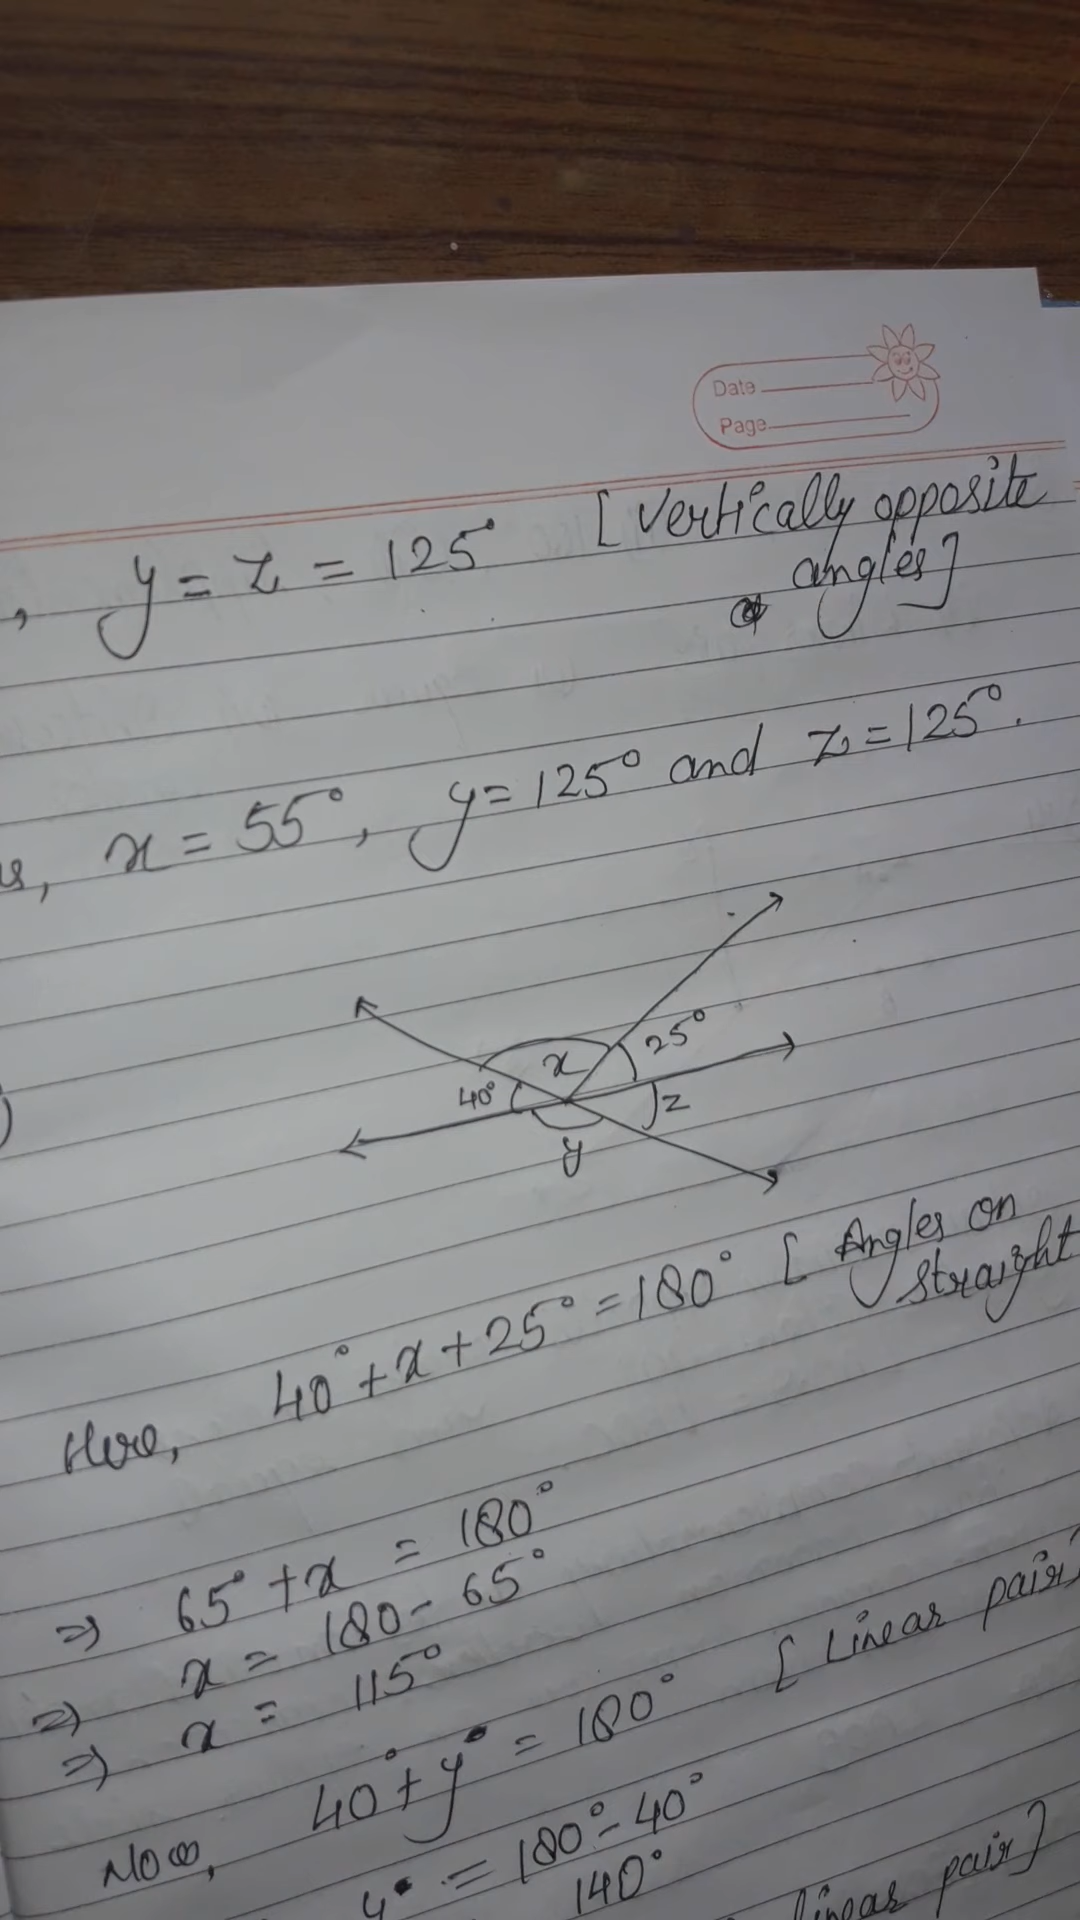 Date
Page
, y = z = 125° [Vertically opposite
angles]
, x = 55°, y = 125° and z = 125°.
x
25°
40°
z
y
)
Here, 40° + x + 25° = 180° [Angles on
straight
⇒ 65° + x = 180°
⇒ x = 180 - 65°
⇒ x = 115°
Now, 40° + y° = 180° [Linear pair]
y° = 180° - 40°
140°
linear pair]